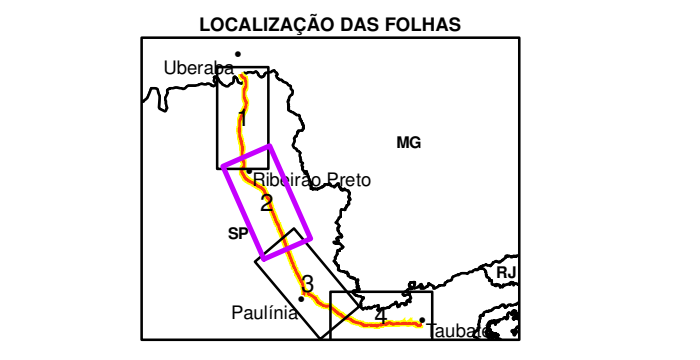 LOCALIZAÇÃO DAS FOLHAS
Uberaba
1
MG
Ribeirão Preto
2
SP
RJ
3
Paulínia
4
Taubaté